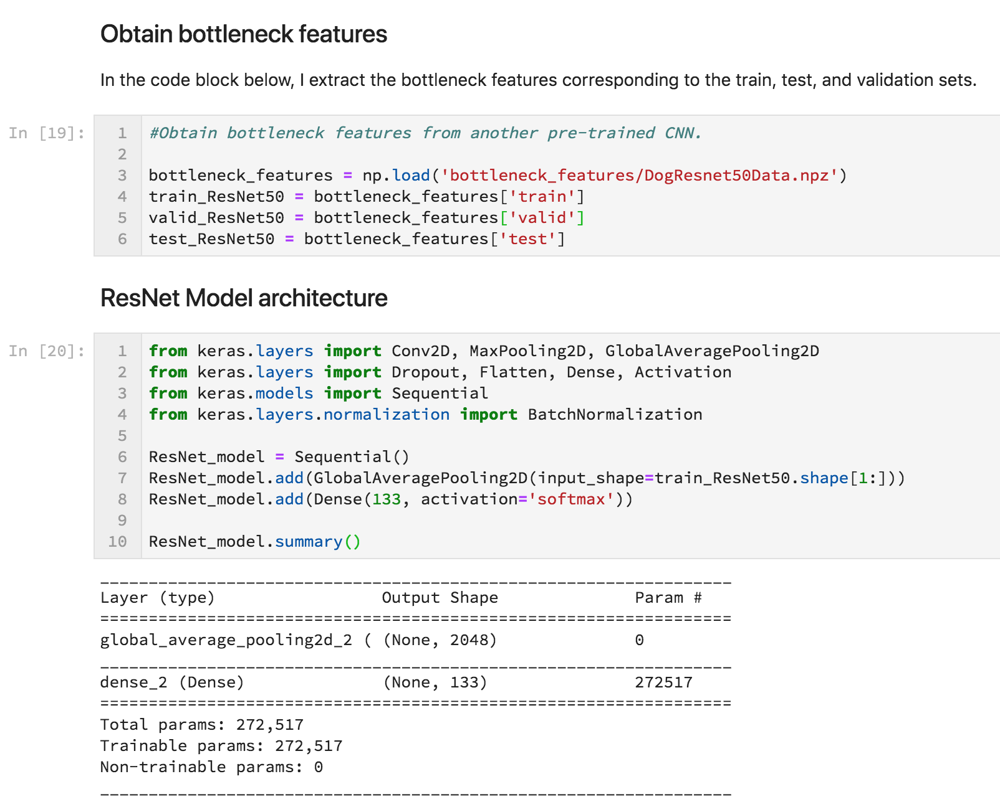 Obtain bottleneck features
In the code block below, I extract the bottleneck features corresponding to the train, test, and validation sets.
In [19]:
1 #Obtain bottleneck features from another pre-trained CNN.
2
3 bottleneck_features = np.load('bottleneck_features/DogResnet50Data.npz')
4 train_ResNet50 = bottleneck_features['train']
5 valid_ResNet50 = bottleneck_features['valid']
6 test_ResNet50 = bottleneck_features['test']
ResNet Model architecture
In [20]:
1 from keras.layers import Conv2D, MaxPooling2D, GlobalAveragePooling2D
2 from keras.layers import Dropout, Flatten, Dense, Activation
3 from keras.models import Sequential
4 from keras.layers.normalization import BatchNormalization
5
6 ResNet_model = Sequential()
7 ResNet_model.add(GlobalAveragePooling2D(input_shape=train_ResNet50.shape[1:]))
8 ResNet_model.add(Dense(133, activation='softmax'))
9
10 ResNet_model.summary()
_________________________________________________________________
Layer (type)                 Output Shape              Param #
=================================================================
global_average_pooling2d_2 ( (None, 2048)              0
_________________________________________________________________
dense_2 (Dense)              (None, 133)               272517
=================================================================
Total params: 272,517
Trainable params: 272,517
Non-trainable params: 0
_________________________________________________________________